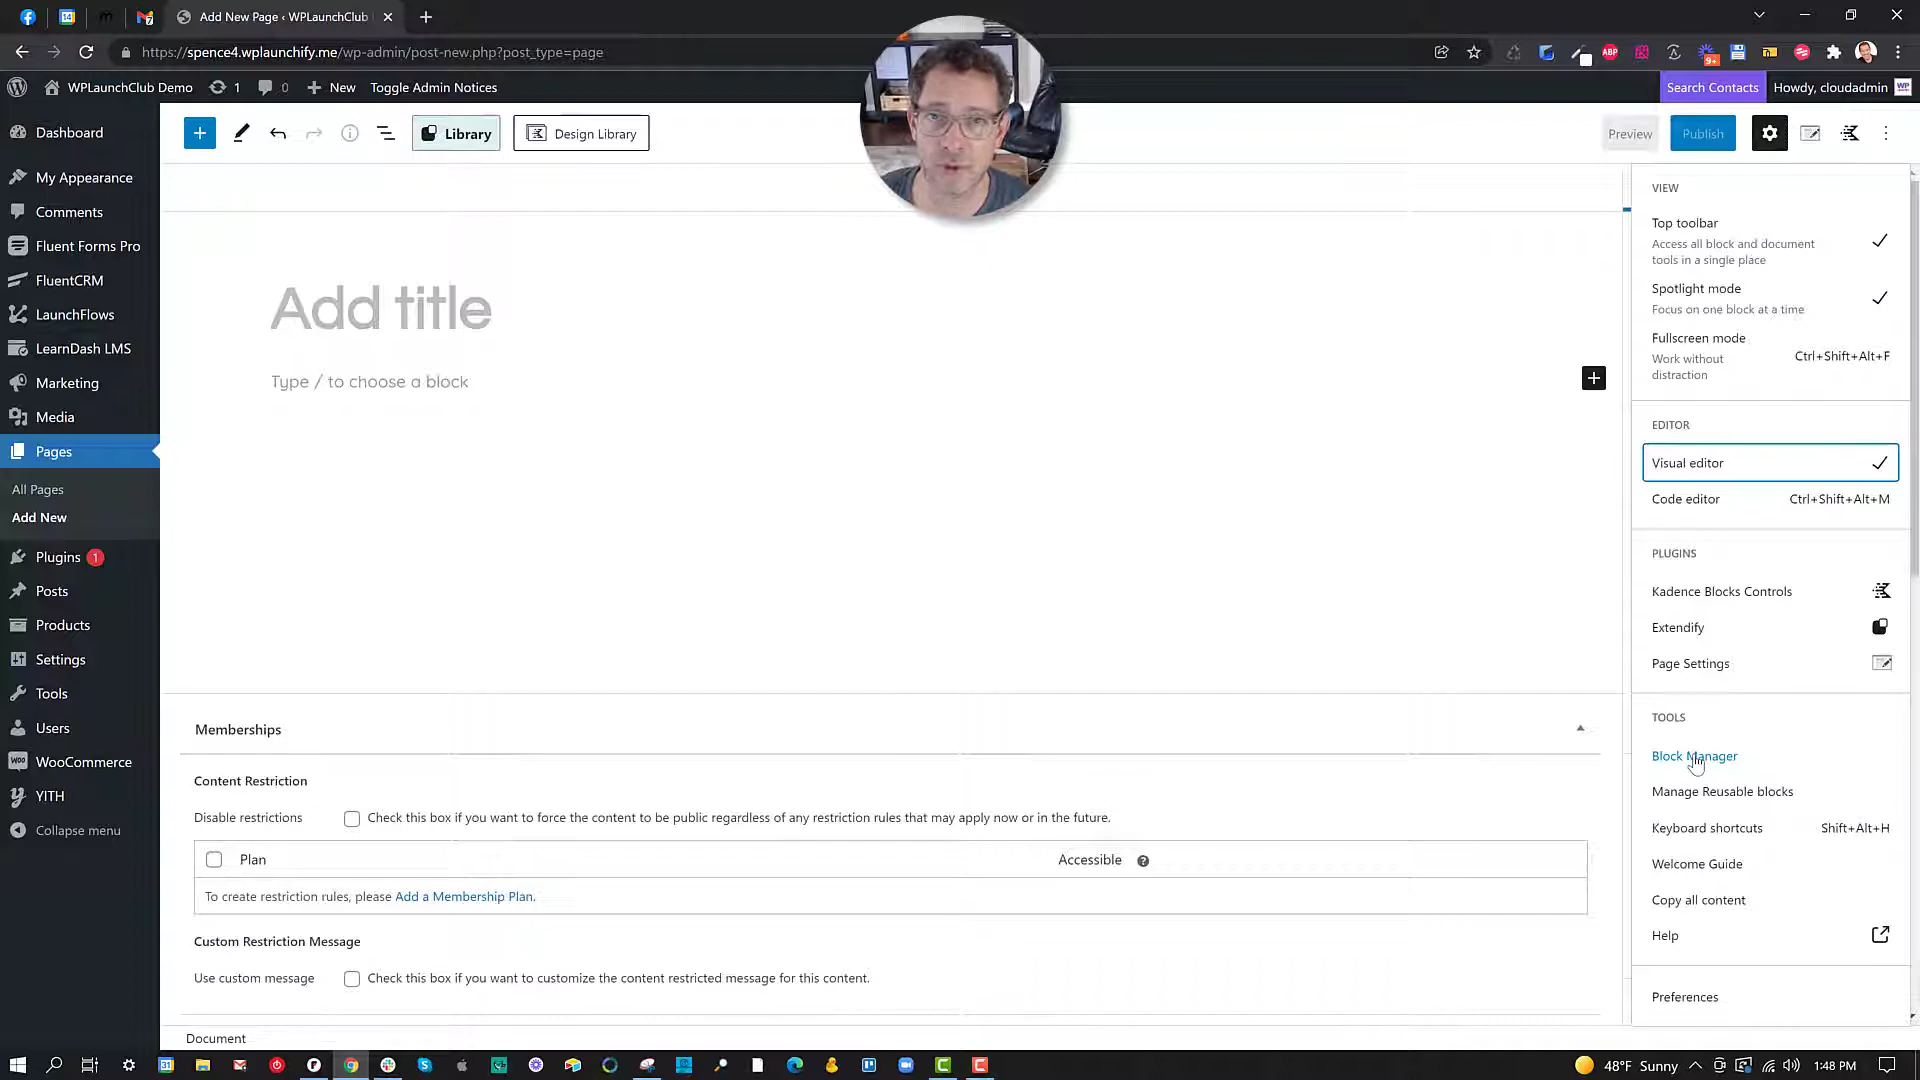 Add New Page ‹ WPLaunchClub
https://spence4.wplaunchify.me/wp-admin/post-new.php?post_type=page
ABP
9+
WPLaunchClub Demo
1
0
New
Toggle Admin Notices
Search Contacts
Howdy, cloudadmin
Library
Design Library
Preview
Publish
Dashboard
My Appearance
Comments
Fluent Forms Pro
FluentCRM
LaunchFlows
LearnDash LMS
Marketing
Media
Pages
All Pages
Add New
Plugins 1
Posts
Products
Settings
Tools
Users
WooCommerce
YITH
Collapse menu
Add title
Type / to choose a block
VIEW
Top toolbar
Access all block and document
tools in a single place
Spotlight mode
Focus on one block at a time
Fullscreen mode
Work without
distraction
Ctrl+Shift+Alt+F
EDITOR
Visual editor
Code editor Ctrl+Shift+Alt+M
PLUGINS
Kadence Blocks Controls
Extendify
Page Settings
TOOLS
Block Manager
Manage Reusable blocks
Keyboard shortcuts Shift+Alt+H
Welcome Guide
Copy all content
Help
Preferences
Memberships
Content Restriction
Disable restrictions Check this box if you want to force the content to be public regardless of any restriction rules that may apply now or in the future.
Plan Accessible ?
To create restriction rules, please Add a Membership Plan.
Custom Restriction Message
Use custom message Check this box if you want to customize the content restricted message for this content.
Document
48°F Sunny
1:48 PM